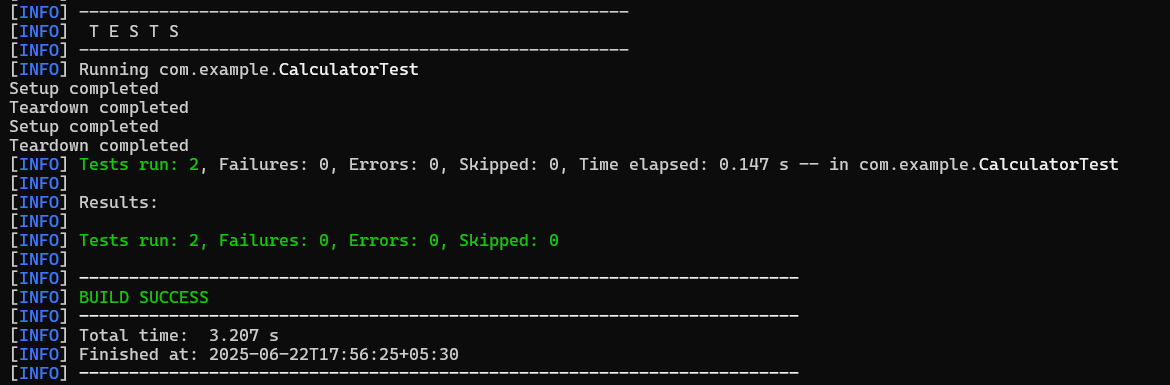 [INFO] -------------------------------------------------------
[INFO]  T E S T S
[INFO] -------------------------------------------------------
[INFO] Running com.example.CalculatorTest
Setup completed
Teardown completed
Setup completed
Teardown completed
[INFO] Tests run: 2, Failures: 0, Errors: 0, Skipped: 0, Time elapsed: 0.147 s -- in com.example.CalculatorTest
[INFO]
[INFO] Results:
[INFO]
[INFO] Tests run: 2, Failures: 0, Errors: 0, Skipped: 0
[INFO]
[INFO] ------------------------------------------------------------------------
[INFO] BUILD SUCCESS
[INFO] ------------------------------------------------------------------------
[INFO] Total time:  3.207 s
[INFO] Finished at: 2025-06-22T17:56:25+05:30
[INFO] ------------------------------------------------------------------------